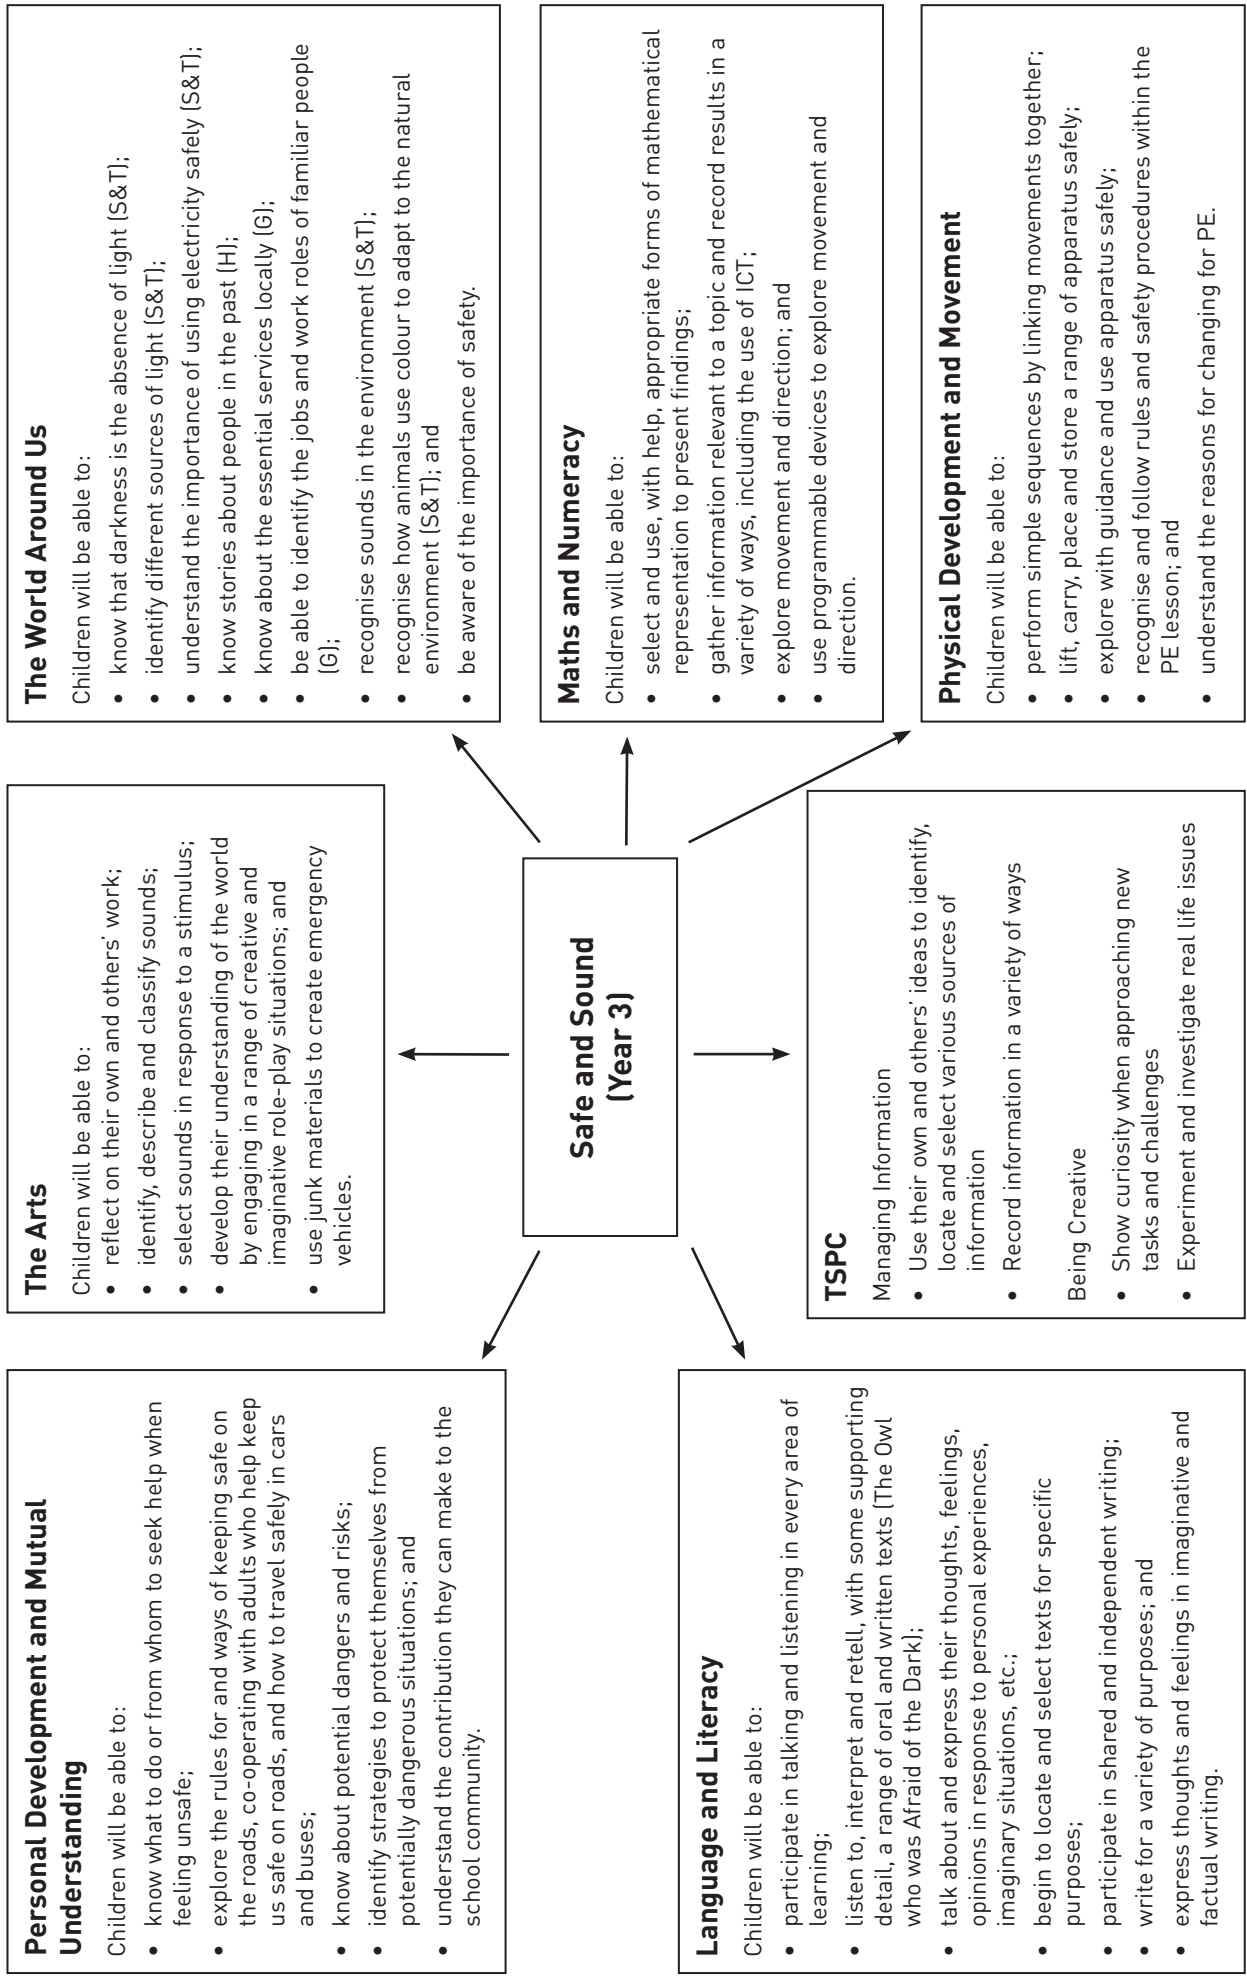 Personal Development and Mutual
Understanding
Children will be able to:
• know what to do or from whom to seek help when
feeling unsafe;
• explore the rules for and ways of keeping safe on
the roads, co-operating with adults who help keep
us safe on roads, and how to travel safely in cars
and buses;
• know about potential dangers and risks;
• identify strategies to protect themselves from
potentially dangerous situations; and
• understand the contribution they can make to the
school community.
The Arts
Children will be able to:
• reflect on their own and others' work;
• identify, describe and classify sounds;
• select sounds in response to a stimulus;
• develop their understanding of the world
by engaging in a range of creative and
imaginative role-play situations; and
• use junk materials to create emergency
vehicles.
The World Around Us
Children will be able to:
• know that darkness is the absence of light (S&T);
• identify different sources of light (S&T);
• understand the importance of using electricity safely (S&T);
• know stories about people in the past (H);
• know about the essential services locally (G);
• be able to identify the jobs and work roles of familiar people
(G);
• recognise sounds in the environment (S&T);
• recognise how animals use colour to adapt to the natural
environment (S&T); and
• be aware of the importance of safety.
Safe and Sound
(Year 3)
Maths and Numeracy
Children will be able to:
• select and use, with help, appropriate forms of mathematical
representation to present findings;
• gather information relevant to a topic and record results in a
variety of ways, including the use of ICT;
• explore movement and direction; and
• use programmable devices to explore movement and
direction.
Language and Literacy
Children will be able to:
• participate in talking and listening in every area of
learning;
• listen to, interpret and retell, with some supporting
detail, a range of oral and written texts (The Owl
who was Afraid of the Dark);
• talk about and express their thoughts, feelings,
opinions in response to personal experiences,
imaginary situations, etc.;
• begin to locate and select texts for specific
purposes;
• participate in shared and independent writing;
• write for a variety of purposes; and
• express thoughts and feelings in imaginative and
factual writing.
TSPC
Managing Information
• Use their own and others' ideas to identify,
locate and select various sources of
information
• Record information in a variety of ways
Being Creative
• Show curiosity when approaching new
tasks and challenges
• Experiment and investigate real life issues
Physical Development and Movement
Children will be able to:
• perform simple sequences by linking movements together;
• lift, carry, place and store a range of apparatus safely;
• explore with guidance and use apparatus safely;
• recognise and follow rules and safety procedures within the
PE lesson; and
• understand the reasons for changing for PE.